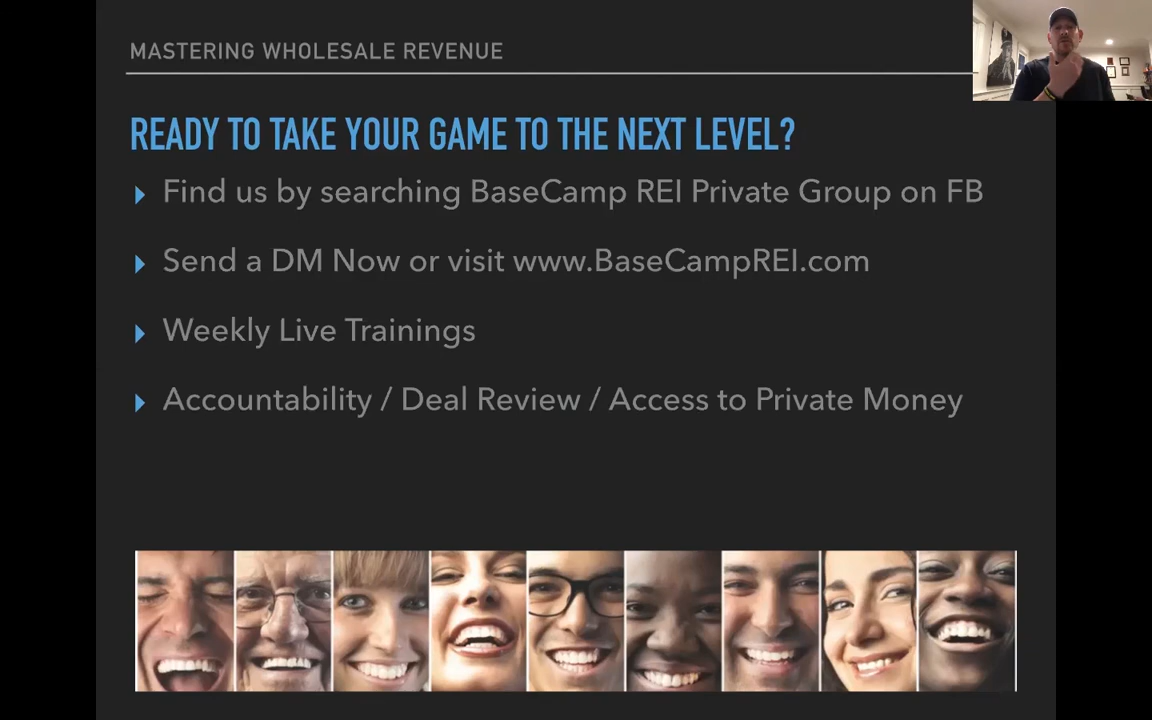 MASTERING WHOLESALE REVENUE
READY TO TAKE YOUR GAME TO THE NEXT LEVEL?
Find us by searching BaseCamp REI Private Group on FB
Send a DM Now or visit www.BaseCampREI.com
Weekly Live Trainings
Accountability / Deal Review / Access to Private Money